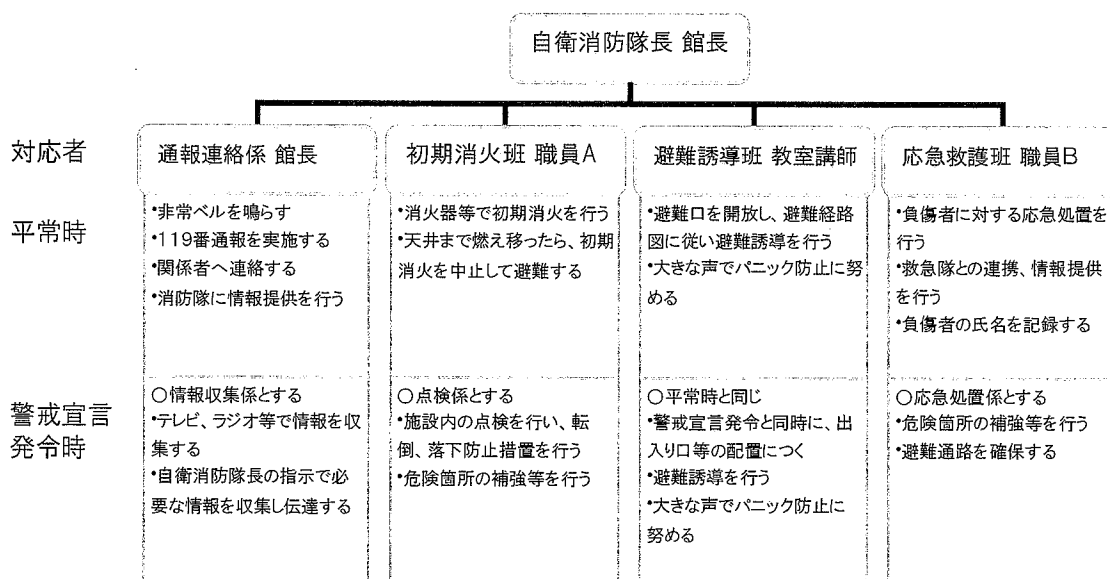 自衛消防隊長 館長
対応者
通報連絡係 館長
初期消火班 職員A
避難誘導班 教室講師
応急救護班 職員B
平常時
•非常ベルを鳴らす
•119番通報を実施する
•関係者へ連絡する
•消防隊に情報提供を行う
•消火器等で初期消火を行う
•天井まで燃え移ったら、初期
消火を中止して避難する
•避難口を開放し、避難経路
図に従い避難誘導を行う
•大きな声でパニック防止に努
める
•負傷者に対する応急処置を
行う
•救急隊との連携、情報提供
を行う
•負傷者の氏名を記録する
警戒宣言
発令時
○情報収集係とする
•テレビ、ラジオ等で情報を収
集する
•自衛消防隊長の指示で必
要な情報を収集し伝達する
○点検係とする
•施設内の点検を行い、転
倒、落下防止措置を行う
•危険箇所の補強等を行う
○平常時と同じ
•警戒宣言発令と同時に、出
入り口等の配置につく
•避難誘導を行う
•大きな声でパニック防止に
努める
○応急処置係とする
•危険箇所の補強等を行う
•避難通路を確保する